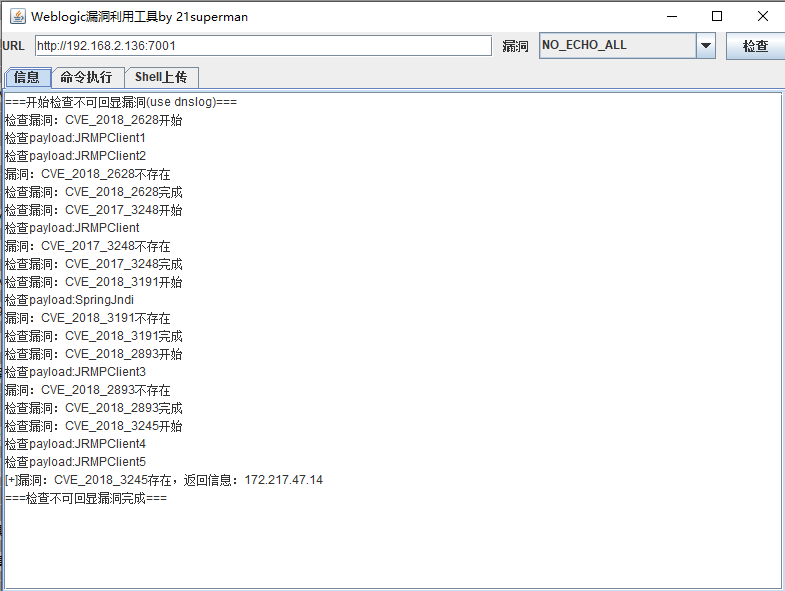 Weblogic漏洞利用工具by 21superman
URL http://192.168.2.136:7001 漏洞 NO_ECHO_ALL 检查
信息 命令执行 Shell上传
===开始检查不可回显漏洞(use dnslog)===
检查漏洞：CVE_2018_2628开始
检查payload:JRMPClient1
检查payload:JRMPClient2
漏洞：CVE_2018_2628不存在
检查漏洞：CVE_2018_2628完成
检查漏洞：CVE_2017_3248开始
检查payload:JRMPClient
漏洞：CVE_2017_3248不存在
检查漏洞：CVE_2017_3248完成
检查漏洞：CVE_2018_3191开始
检查payload:SpringJndi
漏洞：CVE_2018_3191不存在
检查漏洞：CVE_2018_3191完成
检查漏洞：CVE_2018_2893开始
检查payload:JRMPClient3
漏洞：CVE_2018_2893不存在
检查漏洞：CVE_2018_2893完成
检查漏洞：CVE_2018_3245开始
检查payload:JRMPClient4
检查payload:JRMPClient5
[+]漏洞：CVE_2018_3245存在，返回信息：172.217.47.14
===检查不可回显漏洞完成===